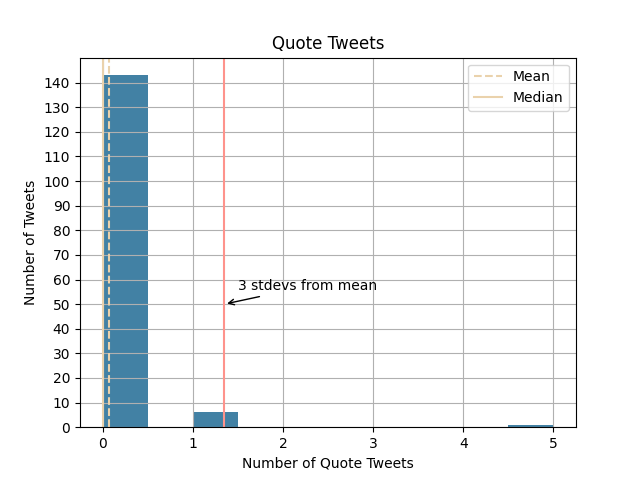 Quote Tweets
Mean
Median
140
130
120
110
100
90
80
70
60
50
40
30
20
10
0
Number of Tweets
3 stdevs from mean
0 1 2 3 4 5
Number of Quote Tweets